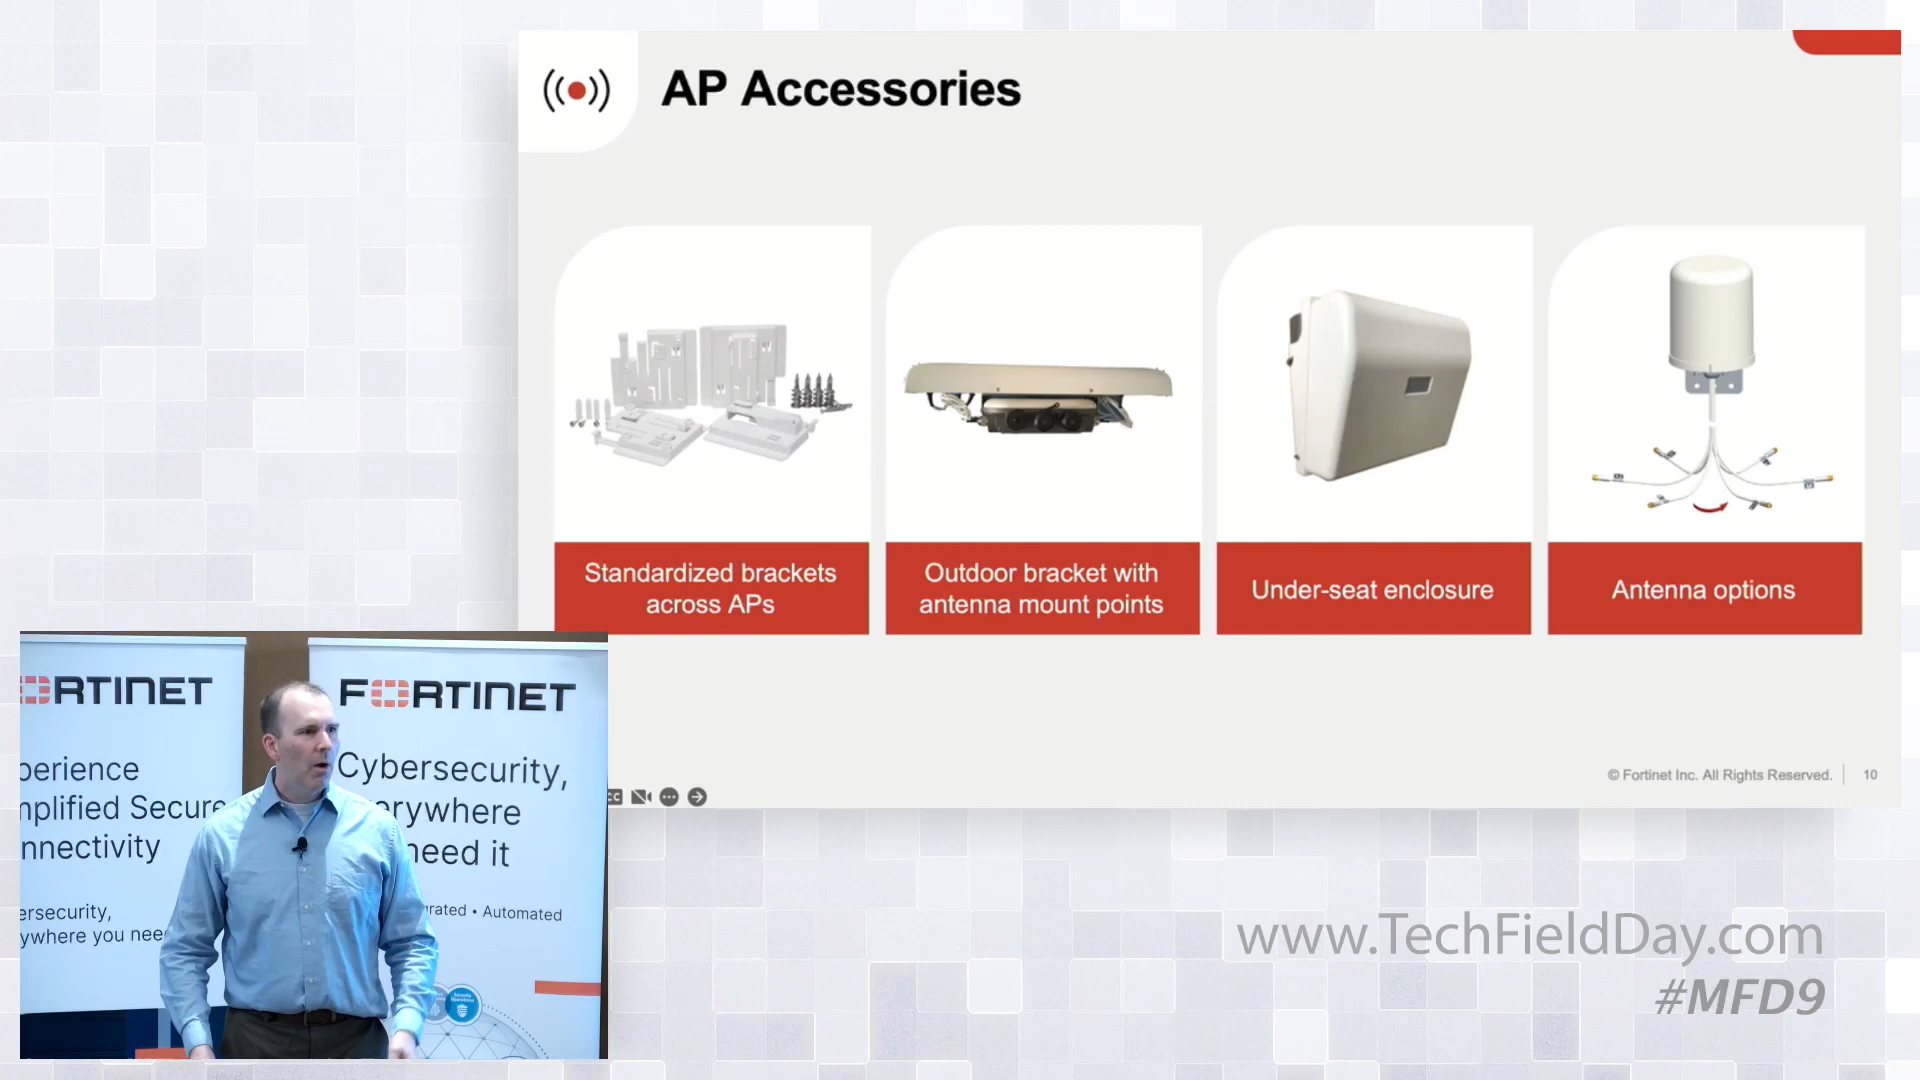 AP Accessories
Standardized brackets
across APs
Outdoor bracket with
antenna mount points
Under-seat enclosure
Antenna options
© Fortinet Inc. All Rights Reserved.
10
RTINET
FORTINET
perience
mplified Secure
nnectivity
ersecurity,
ywhere you nee
Cybersecurity,
erywhere
need it
grated • Automated
www.TechFieldDay.com
#MFD9